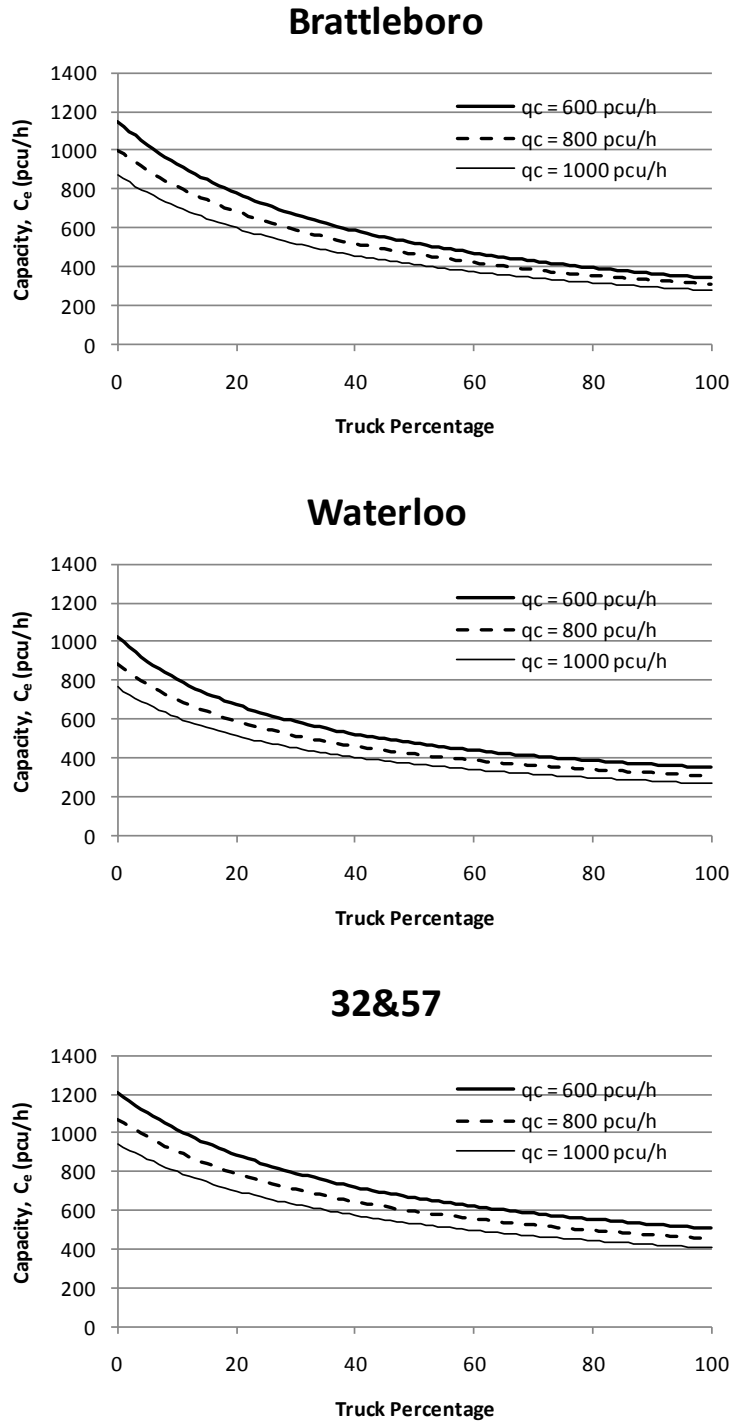 Brattleboro
1400
1200
1000
800
600
400
200
0
Capacity, Ce (pcu/h)
qc = 600 pcu/h
qc = 800 pcu/h
qc = 1000 pcu/h
0 20 40 60 80 100
Truck Percentage
Waterloo
1400
1200
1000
800
600
400
200
0
Capacity, Ce (pcu/h)
qc = 600 pcu/h
qc = 800 pcu/h
qc = 1000 pcu/h
0 20 40 60 80 100
Truck Percentage
32&57
1400
1200
1000
800
600
400
200
0
Capacity, Ce (pcu/h)
qc = 600 pcu/h
qc = 800 pcu/h
qc = 1000 pcu/h
0 20 40 60 80 100
Truck Percentage